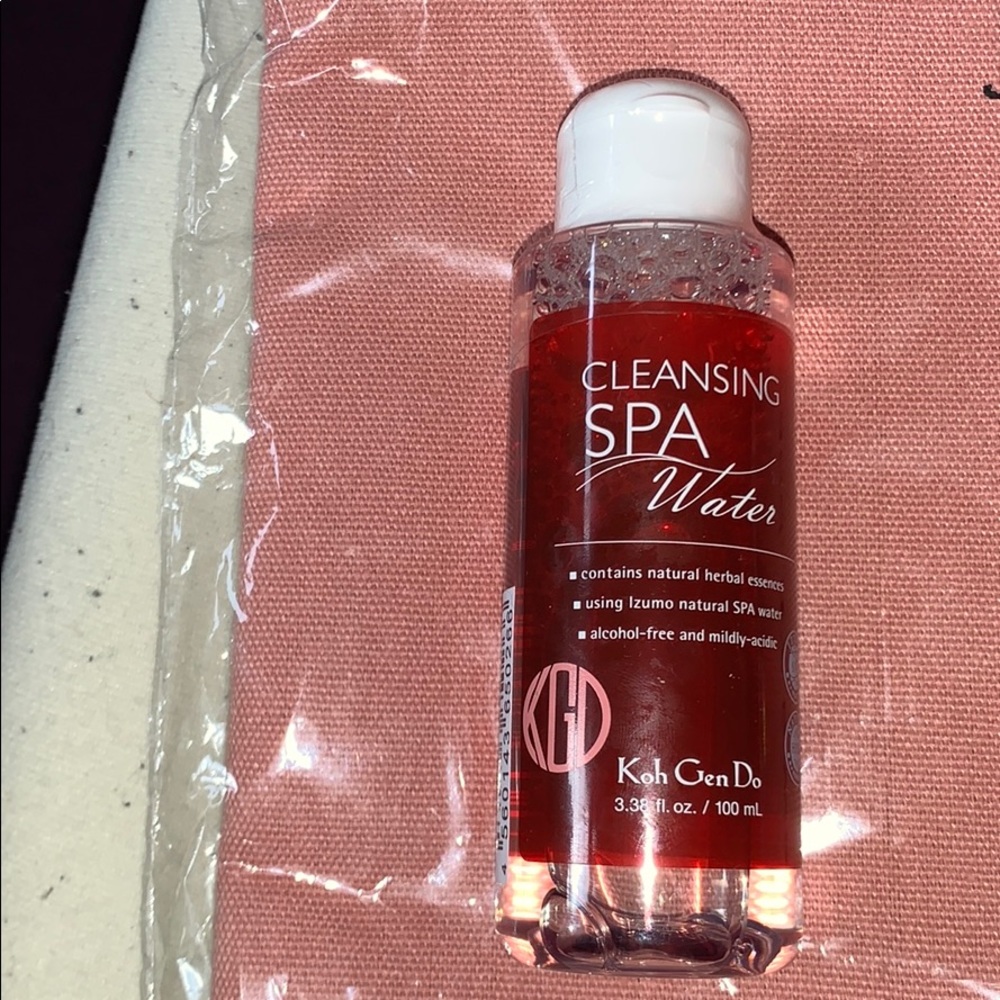 CLEANSING
SPA
Water
contains natural herbal essences
using Izumo natural SPA water
alcohol-free and mildly-acidic
KGD
Koh Gen Do
3.38 fl. oz. / 100 mL